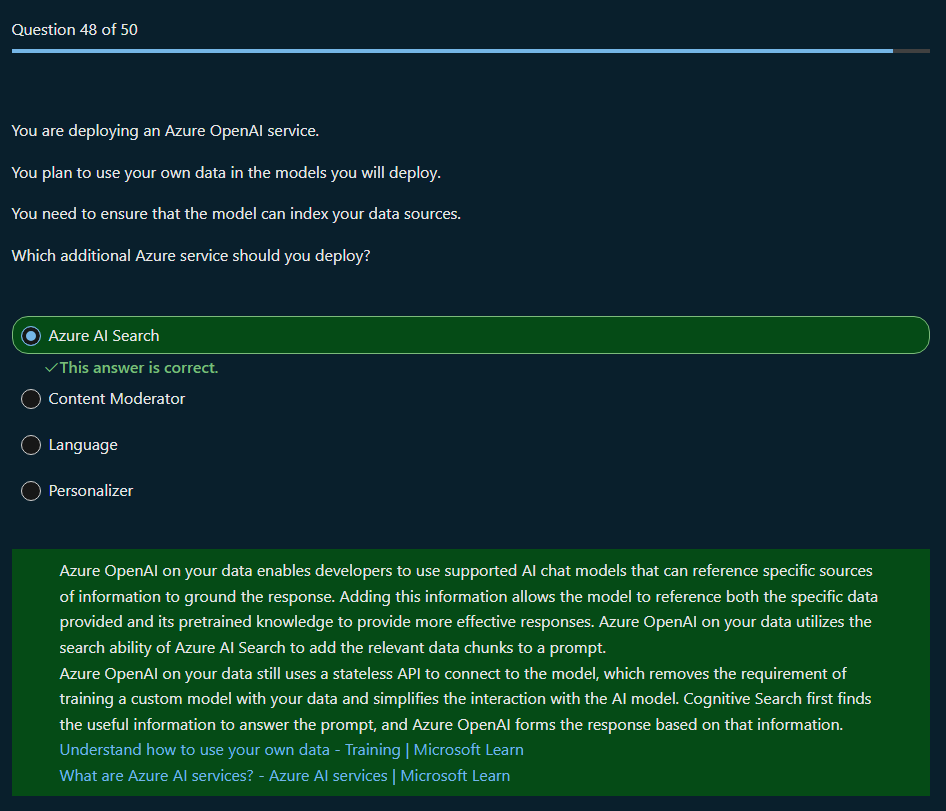 Question 48 of 50
You are deploying an Azure OpenAI service.
You plan to use your own data in the models you will deploy.
You need to ensure that the model can index your data sources.
Which additional Azure service should you deploy?
Azure AI Search
✓This answer is correct.
Content Moderator
Language
Personalizer
Azure OpenAI on your data enables developers to use supported AI chat models that can reference specific sources
of information to ground the response. Adding this information allows the model to reference both the specific data
provided and its pretrained knowledge to provide more effective responses. Azure OpenAI on your data utilizes the
search ability of Azure AI Search to add the relevant data chunks to a prompt.
Azure OpenAI on your data still uses a stateless API to connect to the model, which removes the requirement of
training a custom model with your data and simplifies the interaction with the AI model. Cognitive Search first finds
the useful information to answer the prompt, and Azure OpenAI forms the response based on that information.
Understand how to use your own data - Training | Microsoft Learn
What are Azure AI services? - Azure AI services | Microsoft Learn